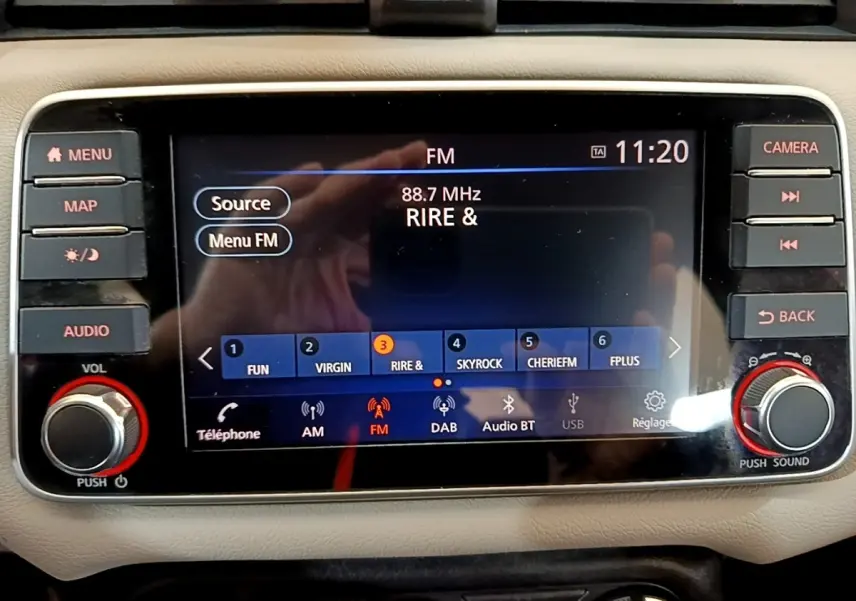 MENU
MAP
AUDIO
VOL
PUSH
FM
TA
11:20
Source
Menu FM
88.7 MHz
RIRE &
1
FUN
2
VIRGIN
3
RIRE &
4
SKYROCK
5
CHERIEFM
6
FPLUS
Téléphone
AM
FM
DAB
Audio BT
USB
Réglage
CAMERA
BACK
PUSH SOUND